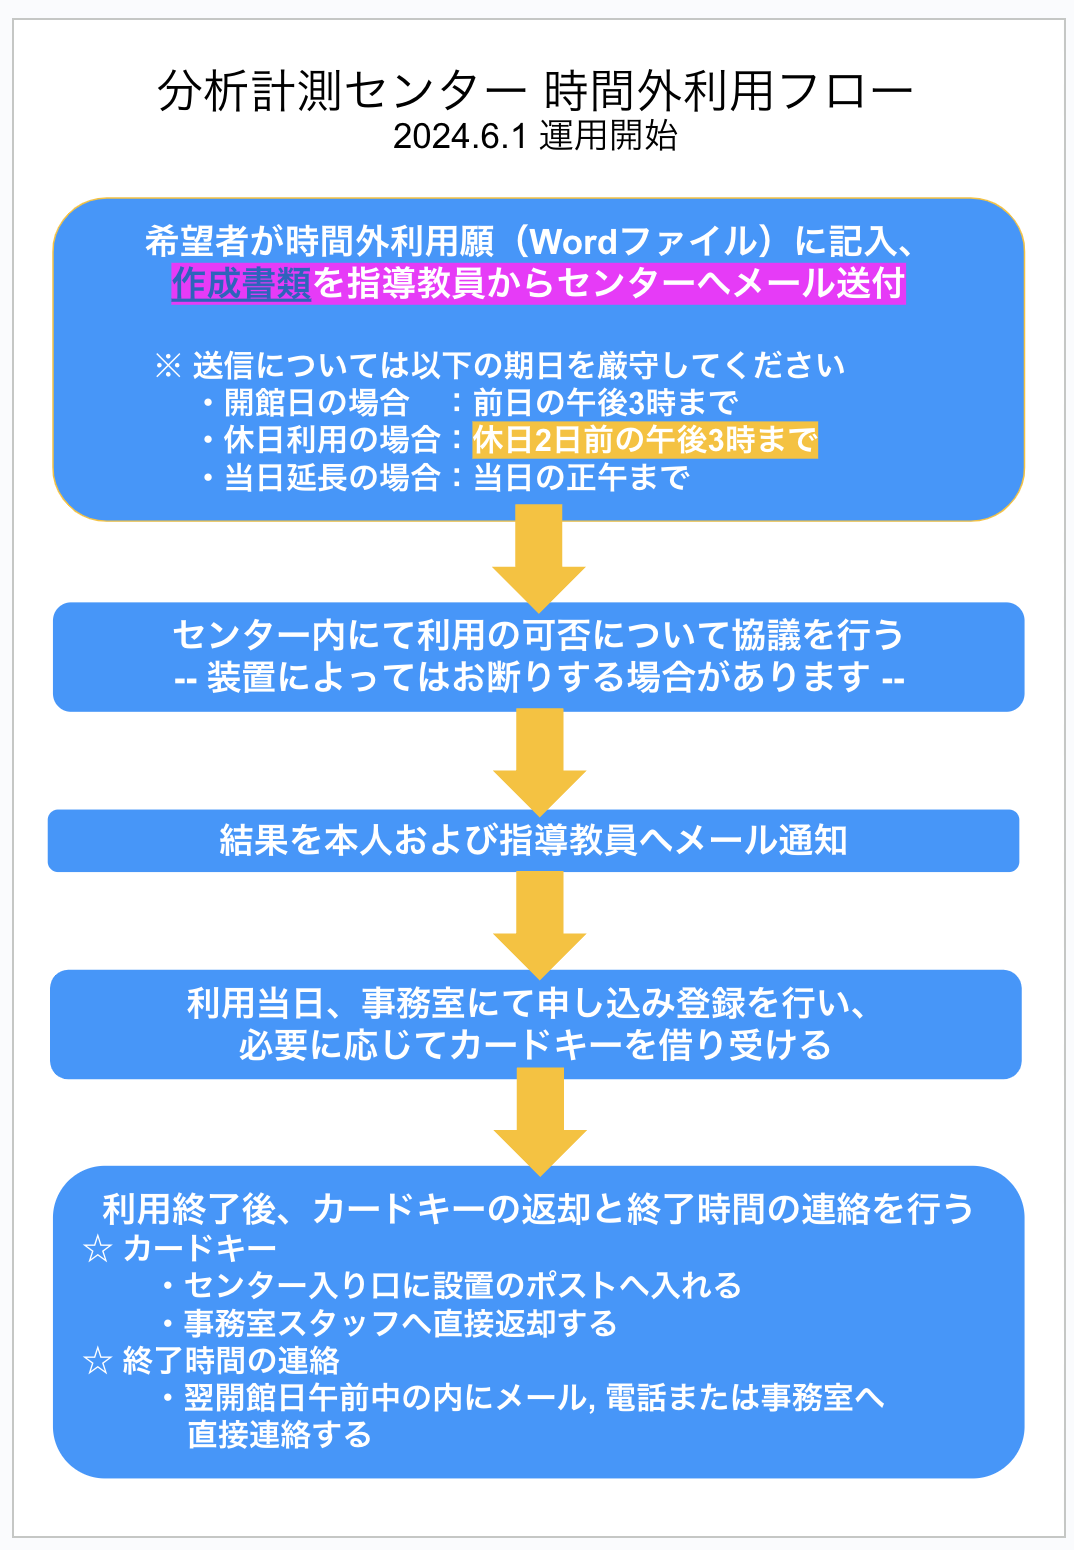 分析計測センター 時間外利用フロー
2024.6.1 運用開始
希望者が時間外利用願（Wordファイル）に記入、
作成書類を指導教員からセンターへメール送付
※ 送信については以下の期日を厳守してください
・開館日の場合　：前日の午後3時まで
・休日利用の場合：休日2日前の午後3時まで
・当日延長の場合：当日の正午まで
センター内にて利用の可否について協議を行う
-- 装置によってはお断りする場合があります --
結果を本人および指導教員へメール通知
利用当日、事務室にて申し込み登録を行い、
必要に応じてカードキーを借り受ける
利用終了後、カードキーの返却と終了時間の連絡を行う
☆ カードキー
・センター入り口に設置のポストへ入れる
・事務室スタッフへ直接返却する
☆ 終了時間の連絡
・翌開館日午前中の内にメール, 電話または事務室へ
直接連絡する